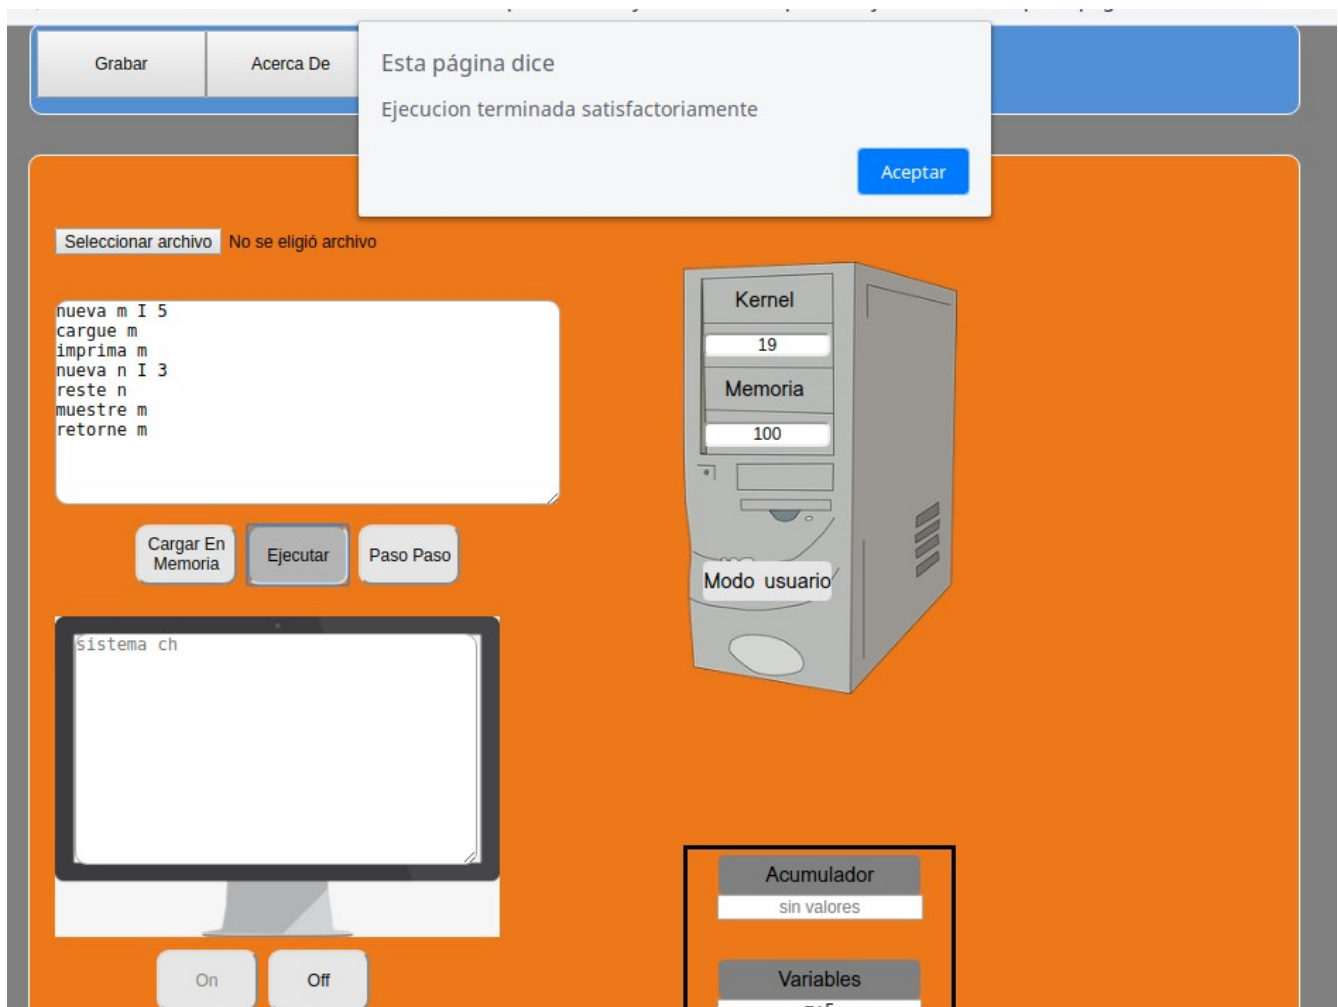 Grabar
Acerca De
Esta página dice
Ejecucion terminada satisfactoriamente
Aceptar
Seleccionar archivo No se eligió archivo
nueva m I 5
cargue m
imprima m
nueva n I 3
reste n
muestre m
retorne m
Cargar En
Memoria
Ejecutar
Paso Paso
sistema ch
On
Off
Kernel
19
Memoria
100
Modo usuario
Acumulador
sin valores
Variables